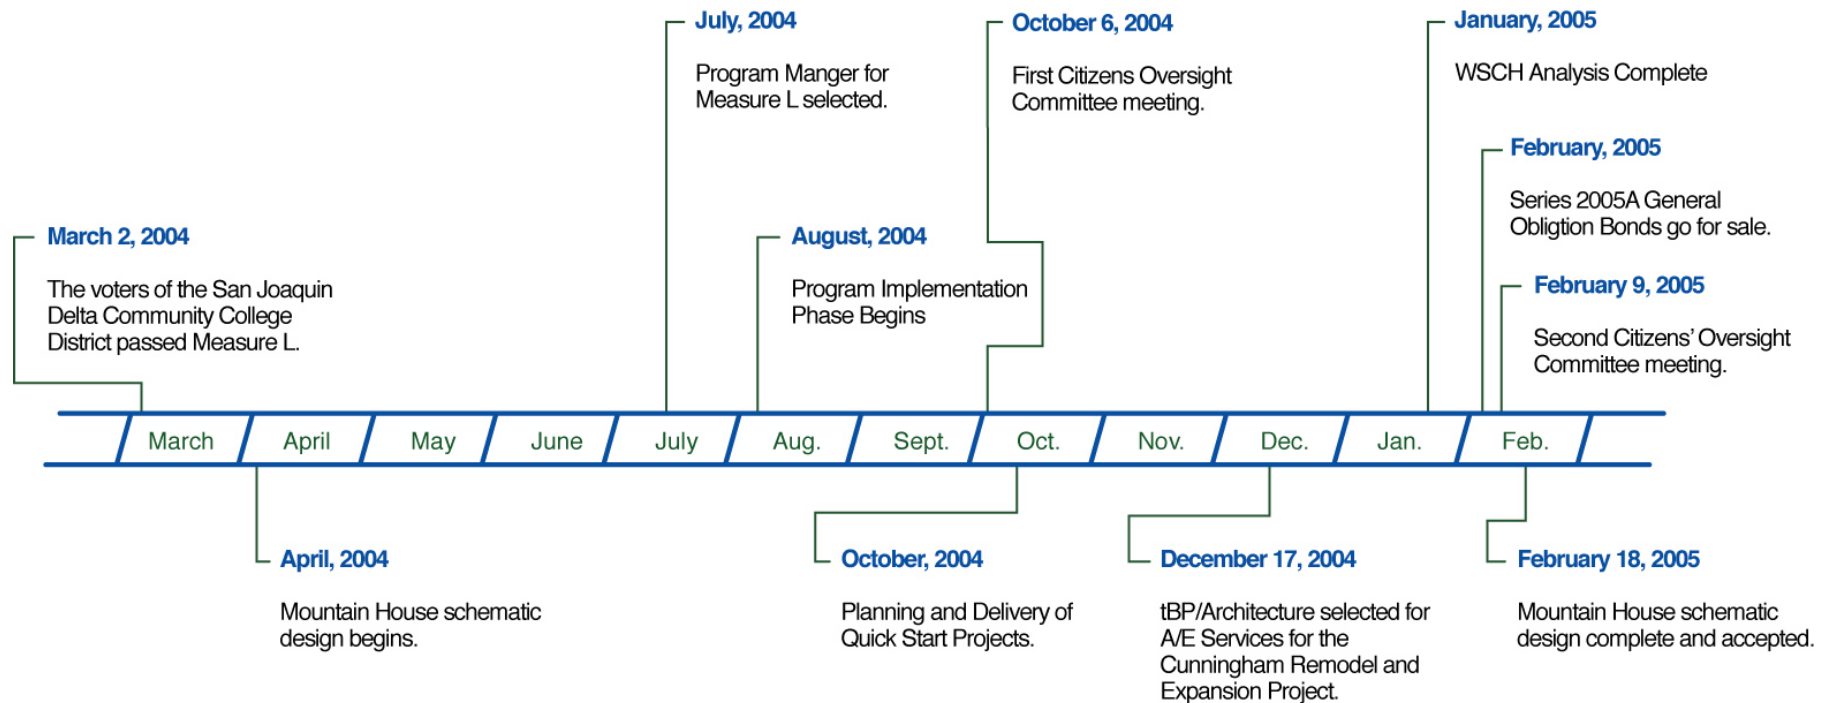 July, 2004
Program Manger for
Measure L selected.
October 6, 2004
First Citizens Oversight
Committee meeting.
January, 2005
WSCH Analysis Complete
February, 2005
Series 2005A General
Obligtion Bonds go for sale.
March 2, 2004
The voters of the San Joaquin
Delta Community College
District passed Measure L.
August, 2004
Program Implementation
Phase Begins
February 9, 2005
Second Citizens’ Oversight
Committee meeting.
March April May June July Aug. Sept. Oct. Nov. Dec. Jan. Feb.
April, 2004
Mountain House schematic
design begins.
October, 2004
Planning and Delivery of
Quick Start Projects.
December 17, 2004
tBP/Architecture selected for
A/E Services for the
Cunningham Remodel and
Expansion Project.
February 18, 2005
Mountain House schematic
design complete and accepted.